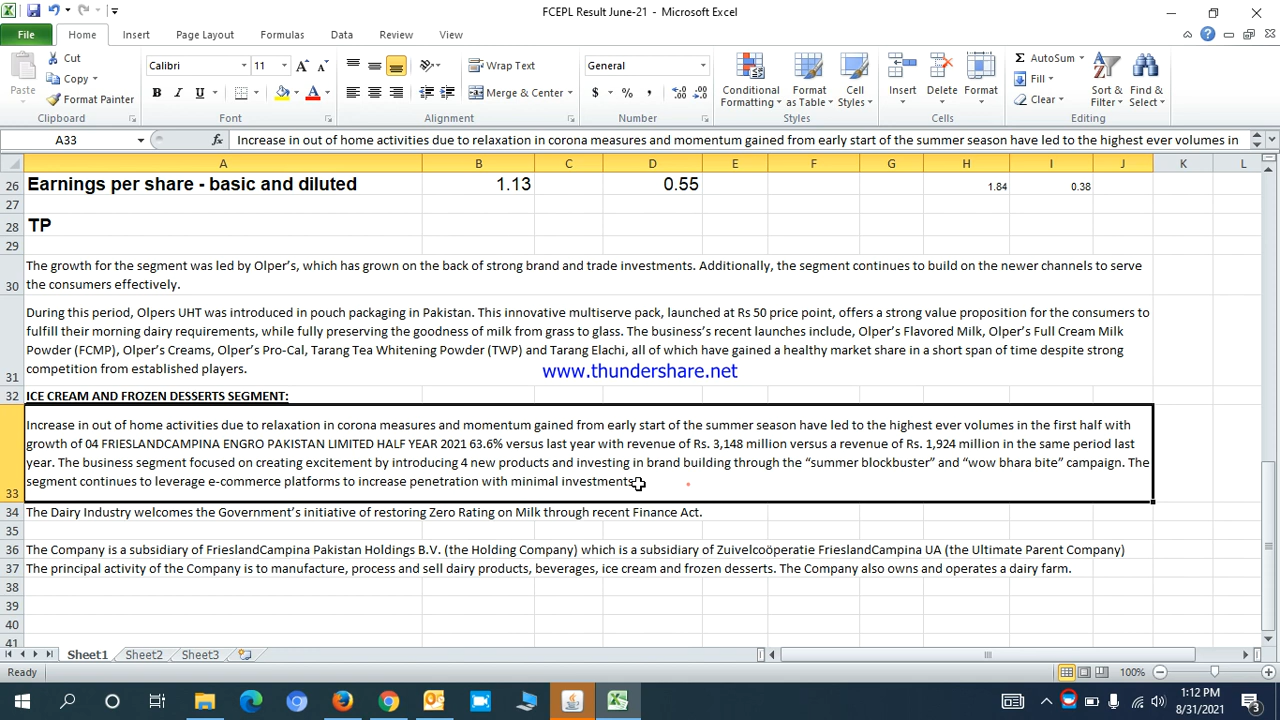 FCEPL Result June-21 - Microsoft Excel
File Home Insert Page Layout Formulas Data Review View
Paste
Cut
Copy
Format Painter
Clipboard
Calibri 11
B I U
Font
Wrap Text
Merge & Center
Alignment
General
$ % ,
Number
Conditional Formatting
Format as Table
Cell Styles
Styles
Insert
Delete
Format
Cells
AutoSum
Fill
Clear
Sort & Filter
Find & Select
Editing
A33 fx Increase in out of home activities due to relaxation in corona measures and momentum gained from early start of the summer season have led to the highest ever volumes in
A B C D E F G H I J K L
26 Earnings per share - basic and diluted 1.13 0.55 1.84 0.38
27
28 TP
29
The growth for the segment was led by Olper’s, which has grown on the back of strong brand and trade investments. Additionally, the segment continues to build on the newer channels to serve
30 the consumers effectively.
During this period, Olpers UHT was introduced in pouch packaging in Pakistan. This innovative multiserve pack, launched at Rs 50 price point, offers a strong value proposition for the consumers to
fulfill their morning dairy requirements, while fully preserving the goodness of milk from grass to glass. The business’s recent launches include, Olper’s Flavored Milk, Olper’s Full Cream Milk
Powder (FCMP), Olper’s Creams, Olper’s Pro-Cal, Tarang Tea Whitening Powder (TWP) and Tarang Elachi, all of which have gained a healthy market share in a short span of time despite strong
31 competition from established players.
www.thundershare.net
32 ICE CREAM AND FROZEN DESSERTS SEGMENT:
Increase in out of home activities due to relaxation in corona measures and momentum gained from early start of the summer season have led to the highest ever volumes in the first half with
growth of 04 FRIESLANDCAMPINA ENGRO PAKISTAN LIMITED HALF YEAR 2021 63.6% versus last year with revenue of Rs. 3,148 million versus a revenue of Rs. 1,924 million in the same period last
year. The business segment focused on creating excitement by introducing 4 new products and investing in brand building through the “summer blockbuster” and “wow bhara bite” campaign. The
33 segment continues to leverage e-commerce platforms to increase penetration with minimal investments
34 The Dairy Industry welcomes the Government’s initiative of restoring Zero Rating on Milk through recent Finance Act.
35
36 The Company is a subsidiary of FrieslandCampina Pakistan Holdings B.V. (the Holding Company) which is a subsidiary of Zuivelcoöperatie FrieslandCampina UA (the Ultimate Parent Company)
37 The principal activity of the Company is to manufacture, process and sell dairy products, beverages, ice cream and frozen desserts. The Company also owns and operates a dairy farm.
38
39
40
41
Sheet1 Sheet2 Sheet3
Ready 100%
1:12 PM
8/31/2021
3